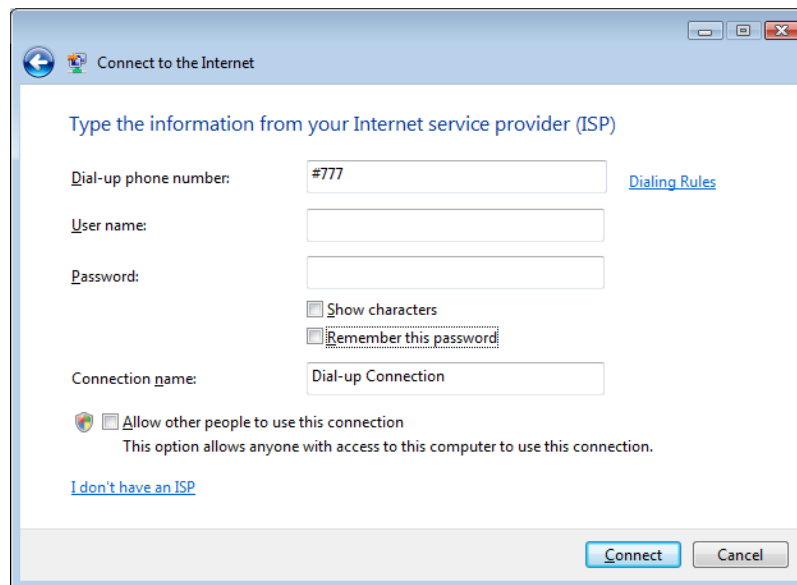 Connect to the Internet
Type the information from your Internet service provider (ISP)
Dial-up phone number: #777 Dialing Rules
User name:
Password:
Show characters
Remember this password
Connection name: Dial-up Connection
Allow other people to use this connection
This option allows anyone with access to this computer to use this connection.
I don't have an ISP
Connect Cancel